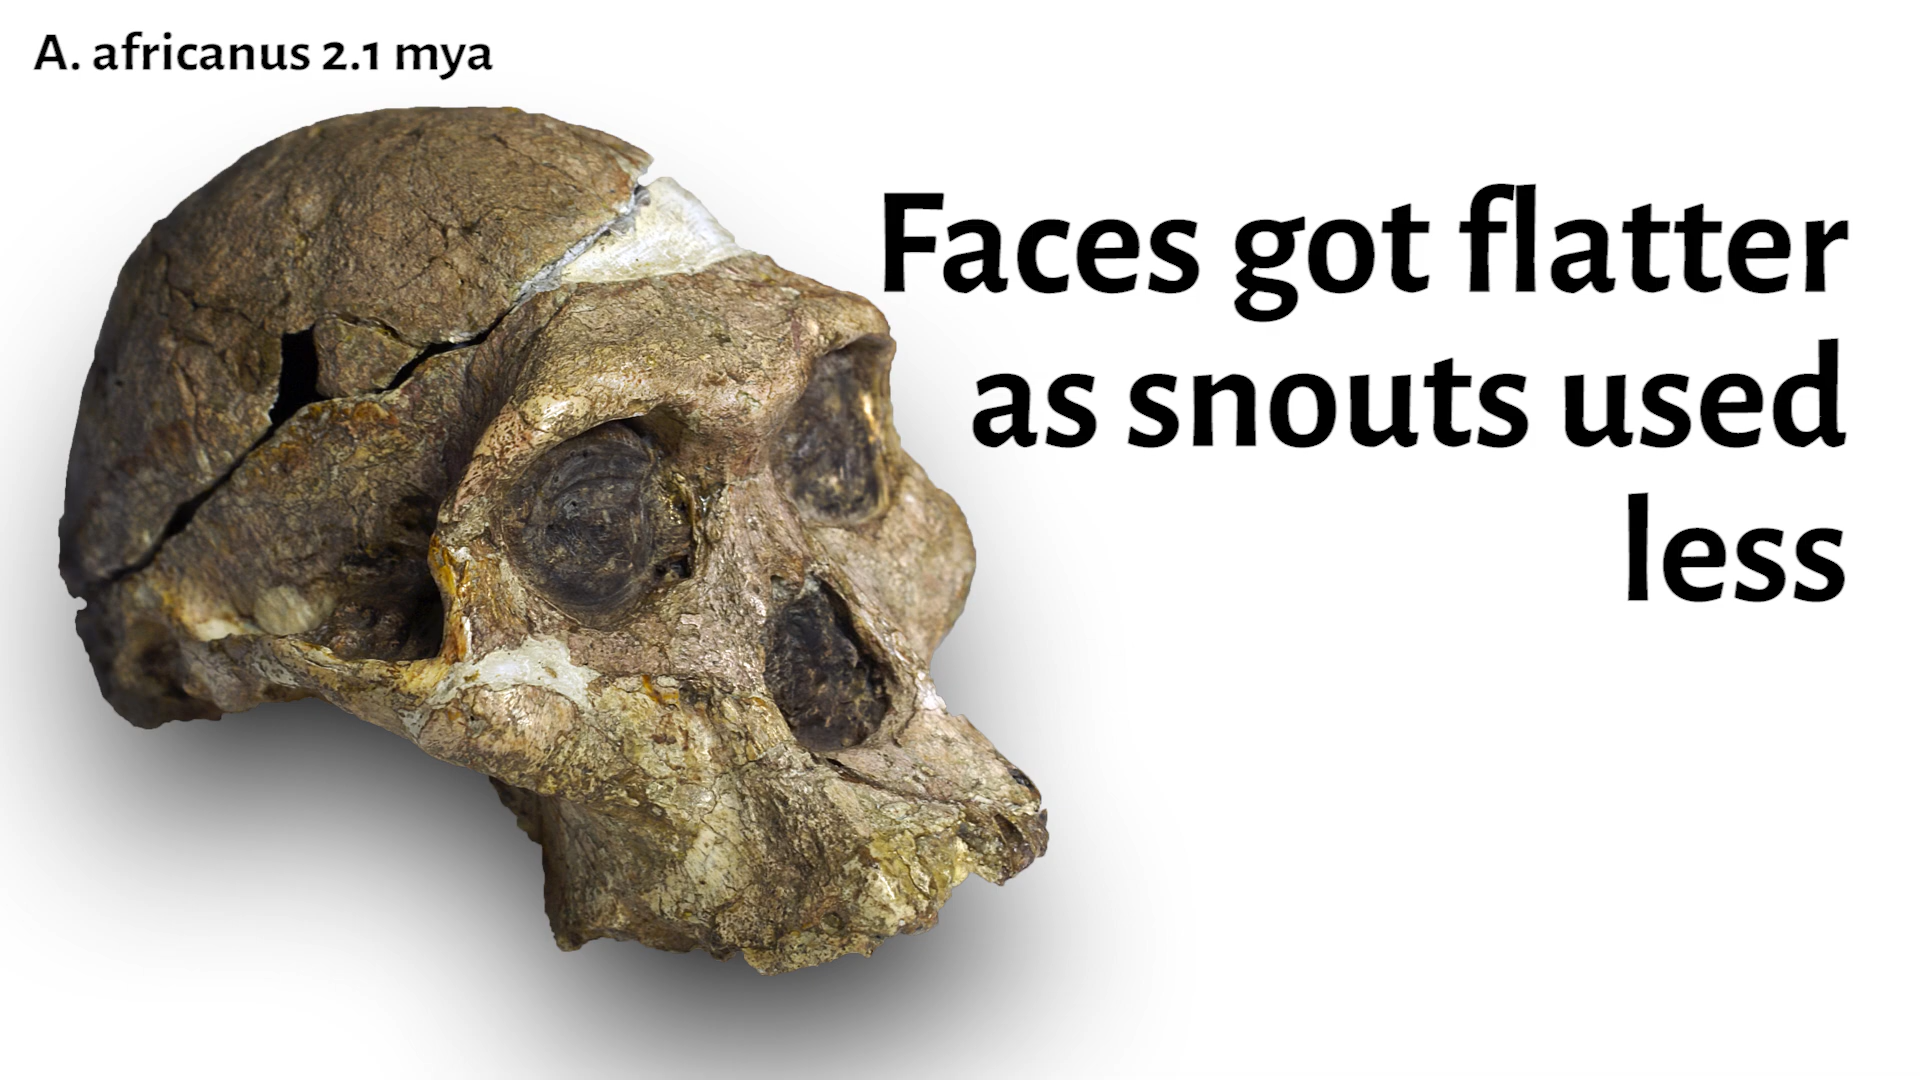 A. africanus 2.1 mya
Faces got flatter
as snouts used
less